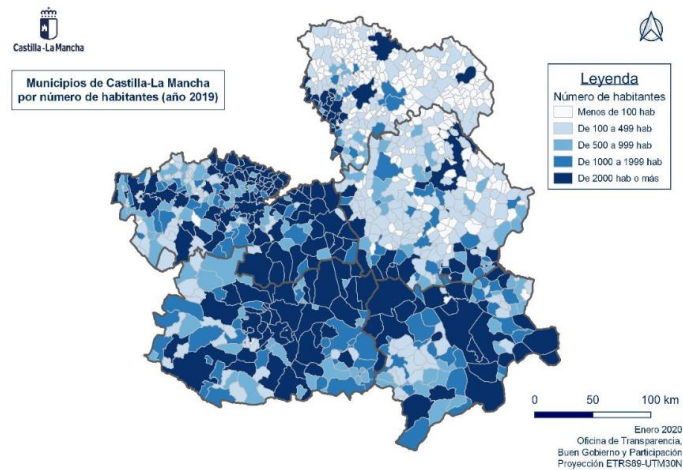 Castilla-La Mancha
Municipios de Castilla-La Mancha
por número de habitantes (año 2019)
Leyenda
Número de habitantes
Menos de 100 hab
De 100 a 499 hab
De 500 a 999 hab
De 1000 a 1999 hab
De 2000 hab o más
0 50 100 km
Enero 2020
Oficina de Transparencia,
Buen Gobierno y Participación
Proyección ETRS89-UTM30N